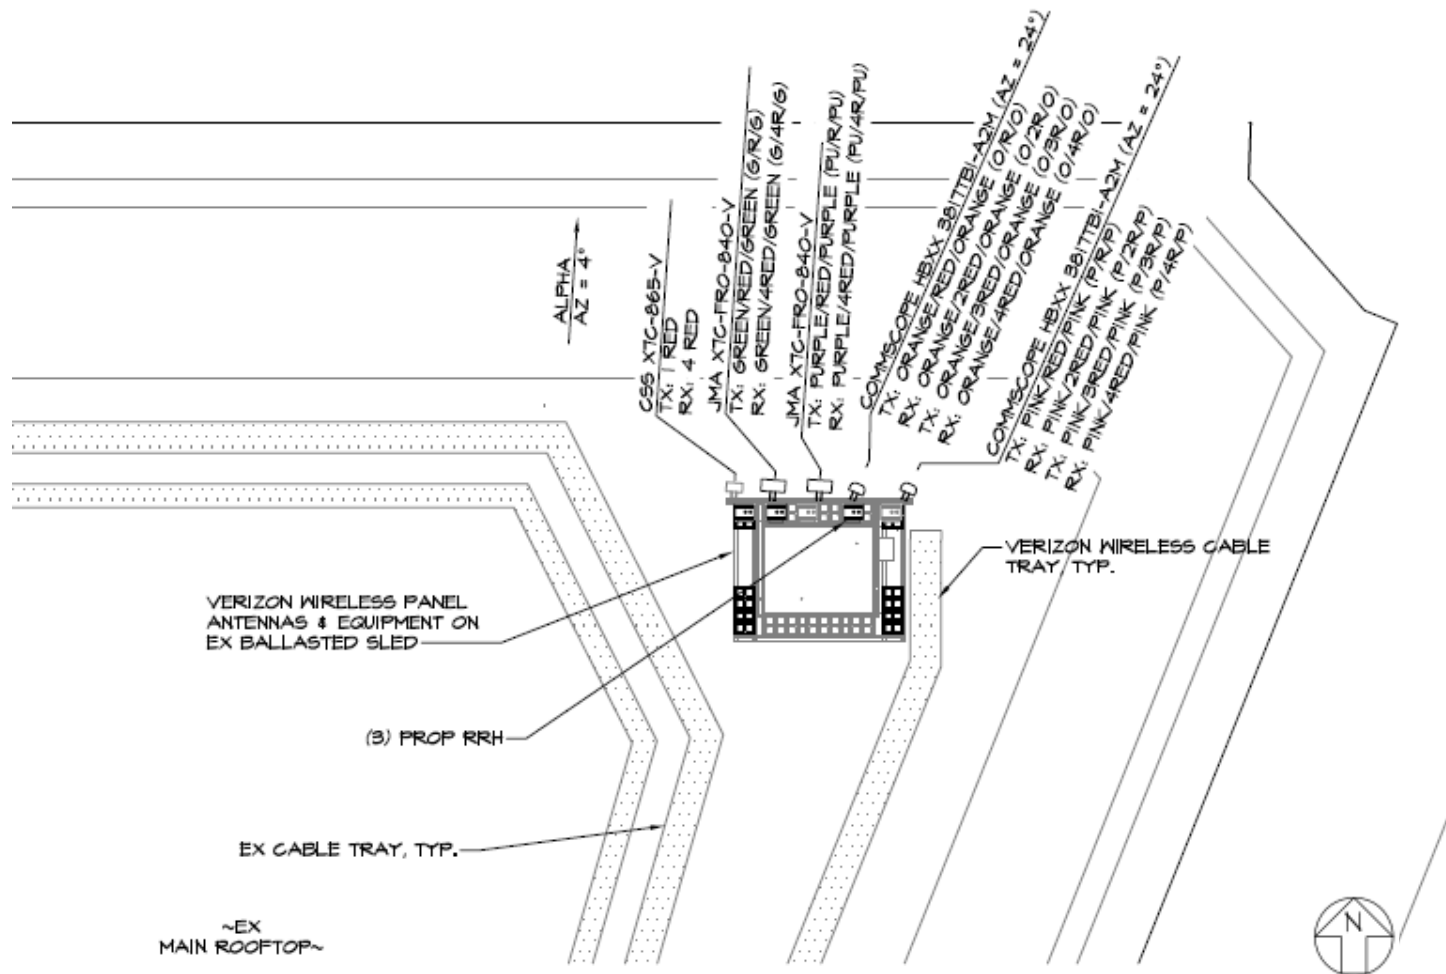 ALPHA
AZ = 4°
CSS X7C-865-V
TX: 1 RED
RX: 4 RED
JMA X7C-FRO-840-V
TX: GREEN/RED/GREEN (G/R/G)
RX: GREEN/4RED/GREEN (G/4R/G)
JMA X7C-FRO-840-V
TX: PURPLE/RED/PURPLE (PU/R/PU)
RX: PURPLE/4RED/PURPLE (PU/4R/PU)
COMMSCOPE HBXX 3817TB1-A2M (AZ = 24°)
TX: ORANGE/RED/ORANGE (O/R/O)
RX: ORANGE/2RED/ORANGE (O/2R/O)
TX: ORANGE/3RED/ORANGE (O/3R/O)
RX: ORANGE/4RED/ORANGE (O/4R/O)
COMMSCOPE HBXX 3817TB1-A2M (AZ = 24°)
TX: PINK/RED/PINK (P/R/P)
RX: PINK/2RED/PINK (P/2R/P)
TX: PINK/3RED/PINK (P/3R/P)
RX: PINK/4RED/PINK (P/4R/P)
VERIZON WIRELESS CABLE
TRAY TYP.
VERIZON WIRELESS PANEL
ANTENNAS & EQUIPMENT ON
EX BALLASTED SLED
(3) PROP RRH
EX CABLE TRAY, TYP.
~EX
MAIN ROOFTOP~
N